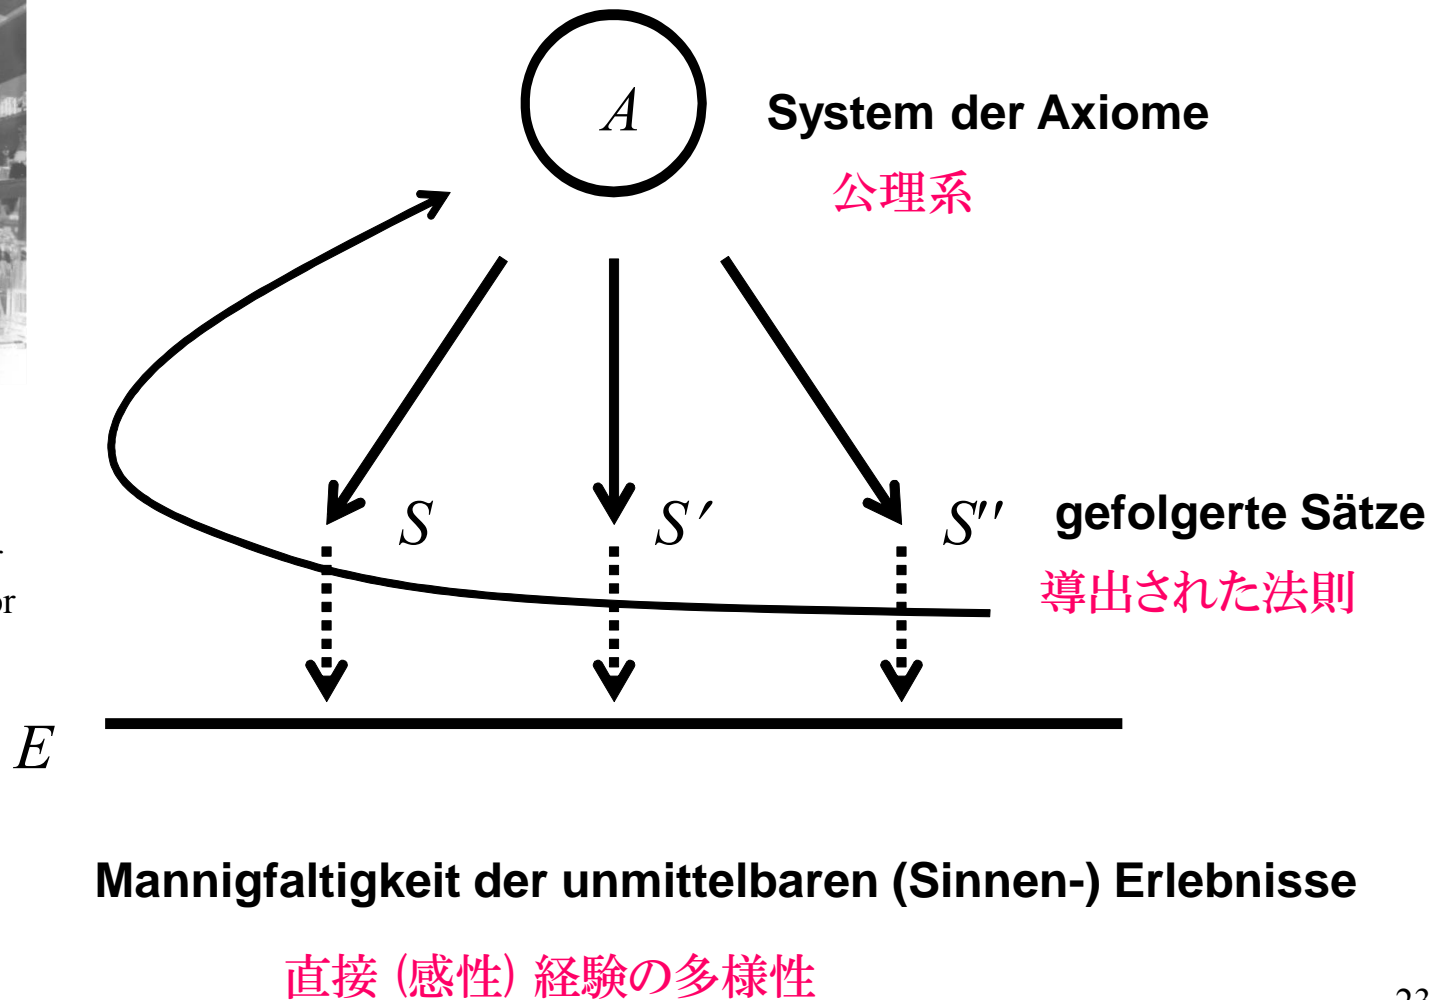 A
System der Axiome
公理系
S
S′
S″
gefolgerte Sätze
導出された法則
E
Mannigfaltigkeit der unmittelbaren (Sinnen-) Erlebnisse
直接 (感性) 経験の多様性